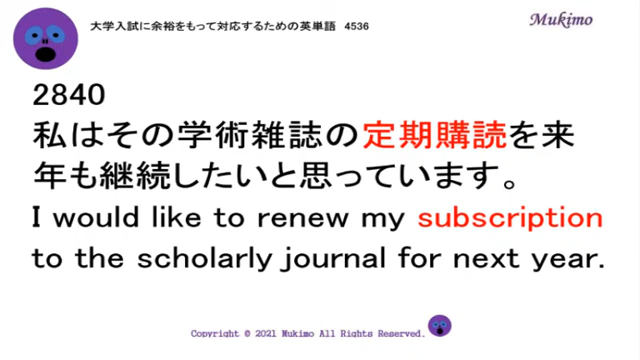 大学入試に余裕をもって対応するための英単語 4536
Mukimo
2840
私はその学術雑誌の定期購読を来
年も継続したいと思っています。
I would like to renew my subscription
to the scholarly journal for next year.
Copyright © 2021 Mukimo All Rights Reserved.